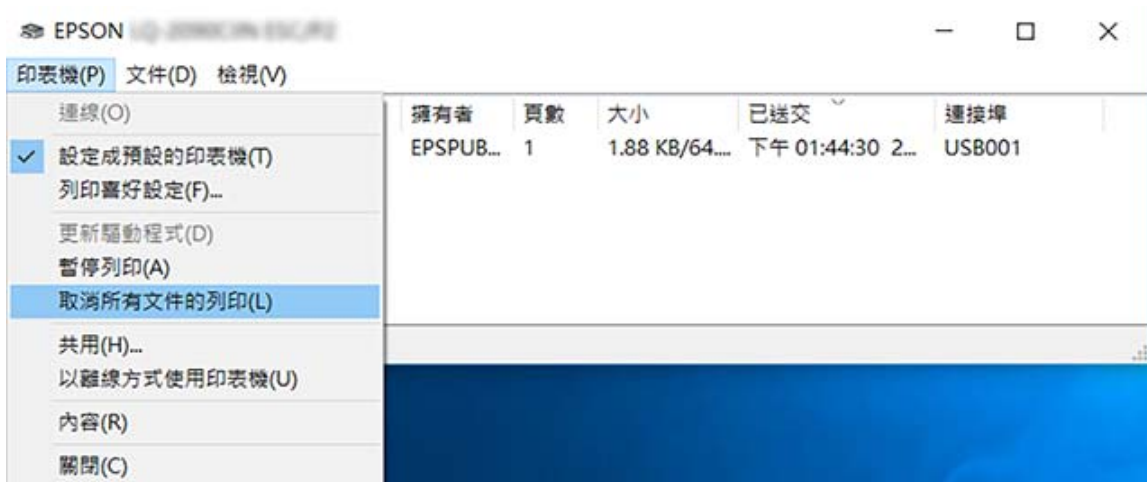 EPSON
印表機(P) 文件(D) 檢視(V)
連線(O)
設定成預設的印表機(T)
列印喜好設定(F)...
更新驅動程式(D)
暫停列印(A)
取消所有文件的列印(L)
共用(H)...
以離線方式使用印表機(U)
內容(R)
關閉(C)
擁有者 頁數 大小 已送交 連接埠
EPSPUB... 1 1.88 KB/64.... 下午 01:44:30 2... USB001